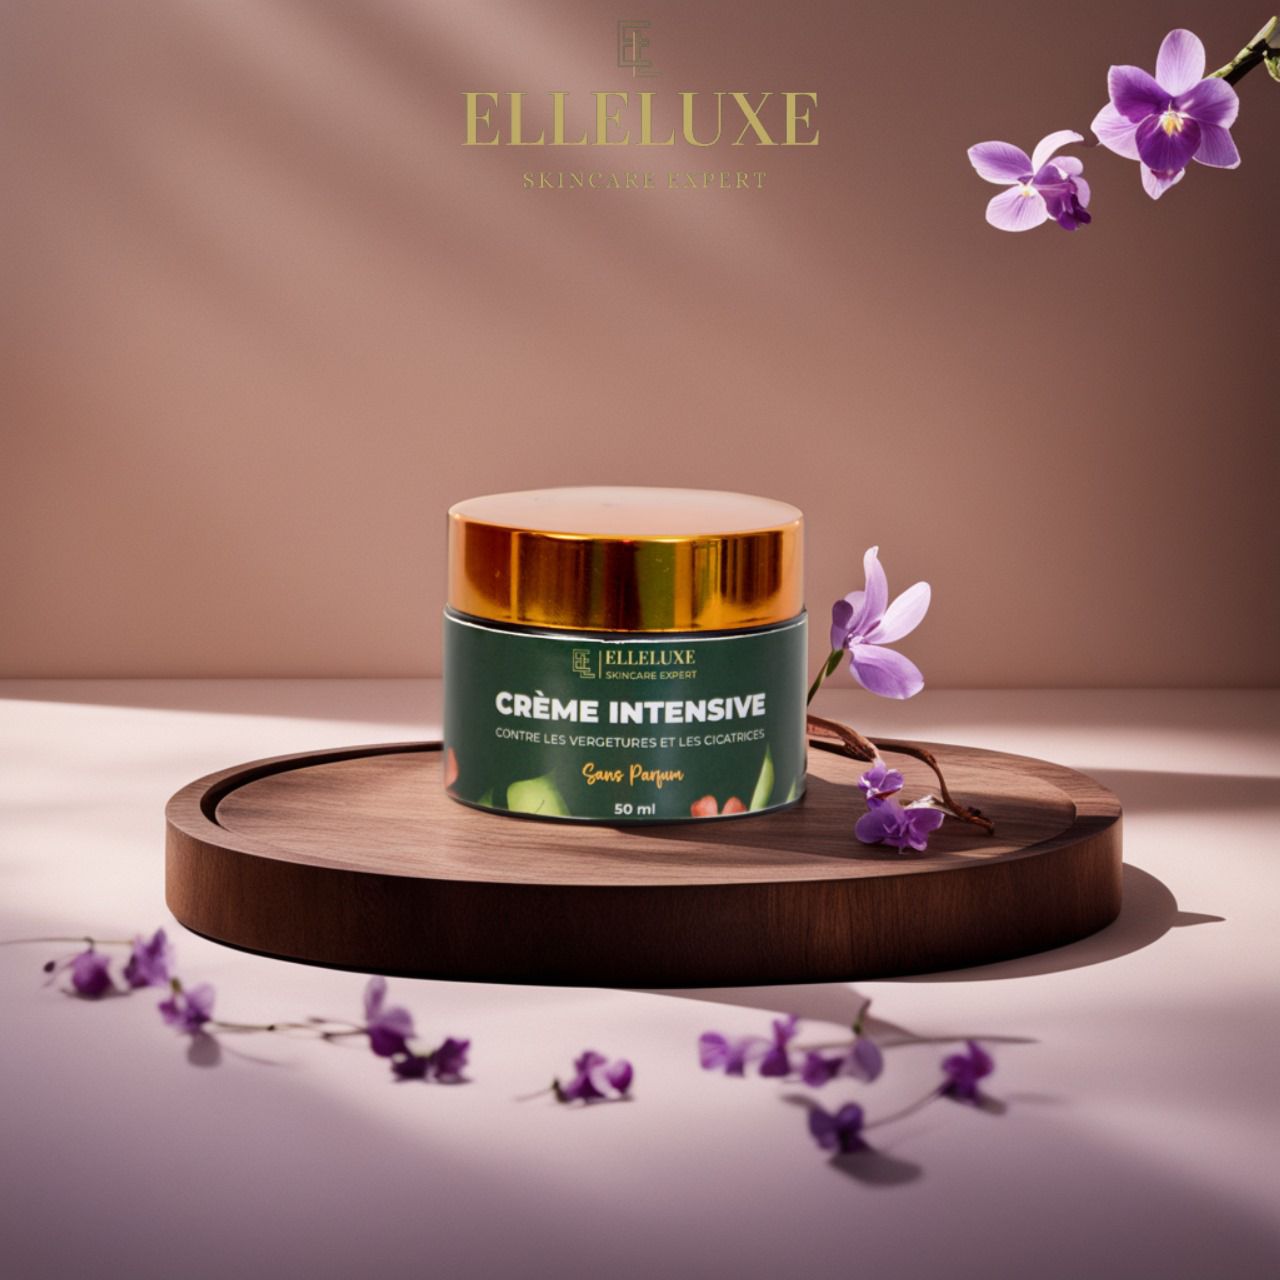 ELLELUXE
SKINCARE EXPERT
ELLELUXE
SKINCARE EXPERT
CRÈME INTENSIVE
CONTRE LES VERGETURES ET LES CICATRICES
Sans Parfum
50 ml